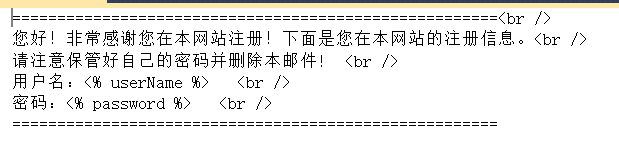 ======================================================<br />
您好！非常感谢您在本网站注册！下面是您在本网站的注册信息。<br />
请注意保管好自己的密码并删除本邮件！ <br />
用户名：<% userName %>   <br />
密码：<% password %>   <br />
======================================================